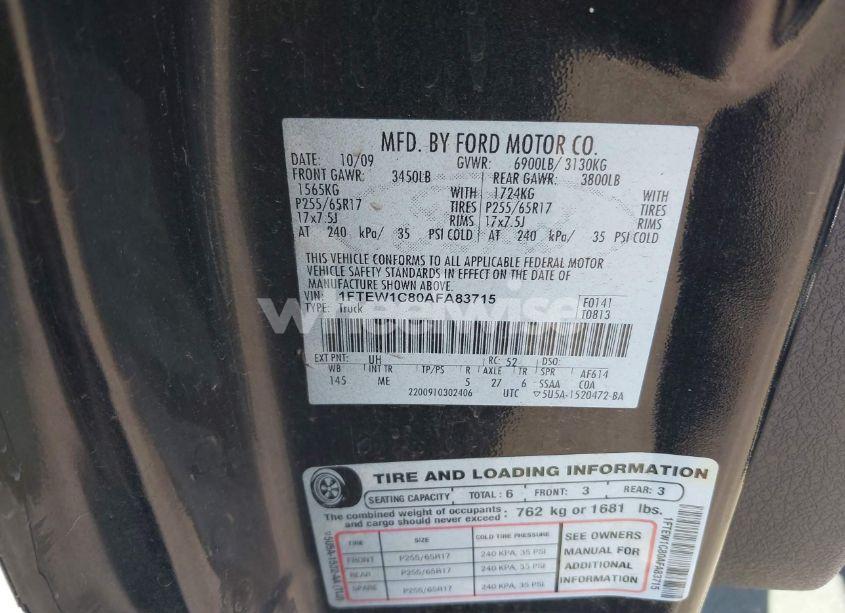 MFD. BY FORD MOTOR CO.
DATE: 10/09 GVWR: 6900LB/ 3130KG
FRONT GAWR: 3450LB REAR GAWR: 3800LB
1565KG WITH 1724KG WITH
P255/65R17 TIRES P255/65R17 TIRES
17x7.5J RIMS 17x7.5J RIMS
AT 240 kPa/ 35 PSI COLD AT 240 kPa/ 35 PSI COLD
THIS VEHICLE CONFORMS TO ALL APPLICABLE FEDERAL MOTOR
VEHICLE SAFETY STANDARDS IN EFFECT ON THE DATE OF
MANUFACTURE SHOWN ABOVE.
VIN: 1FTEW1C80AFA83715 F0141
TYPE: Truck T0813
EXT PNT: UH RC: 52 DSO:
WB INT TR TP/PS R AXLE TR SPR AF614
145 ME 5 27 6 SSAA COA
2200910302406 UTC ▽5U5A-1520472-BA
TIRE AND LOADING INFORMATION
SEATING CAPACITY TOTAL: 6 FRONT: 3 REAR: 3
The combined weight of occupants
and cargo should never exceed : 762 kg or 1681 lbs.
TIRE SIZE COLD TIRE PRESSURE
FRONT P255/65R17 240 KPA, 35 PSI
REAR P255/65R17 240 KPA, 35 PSI
SPARE P255/65R17 240 KPA, 35 PSI
SEE OWNERS
MANUAL FOR
ADDITIONAL
INFORMATION
1FTEW1C80AFA83715